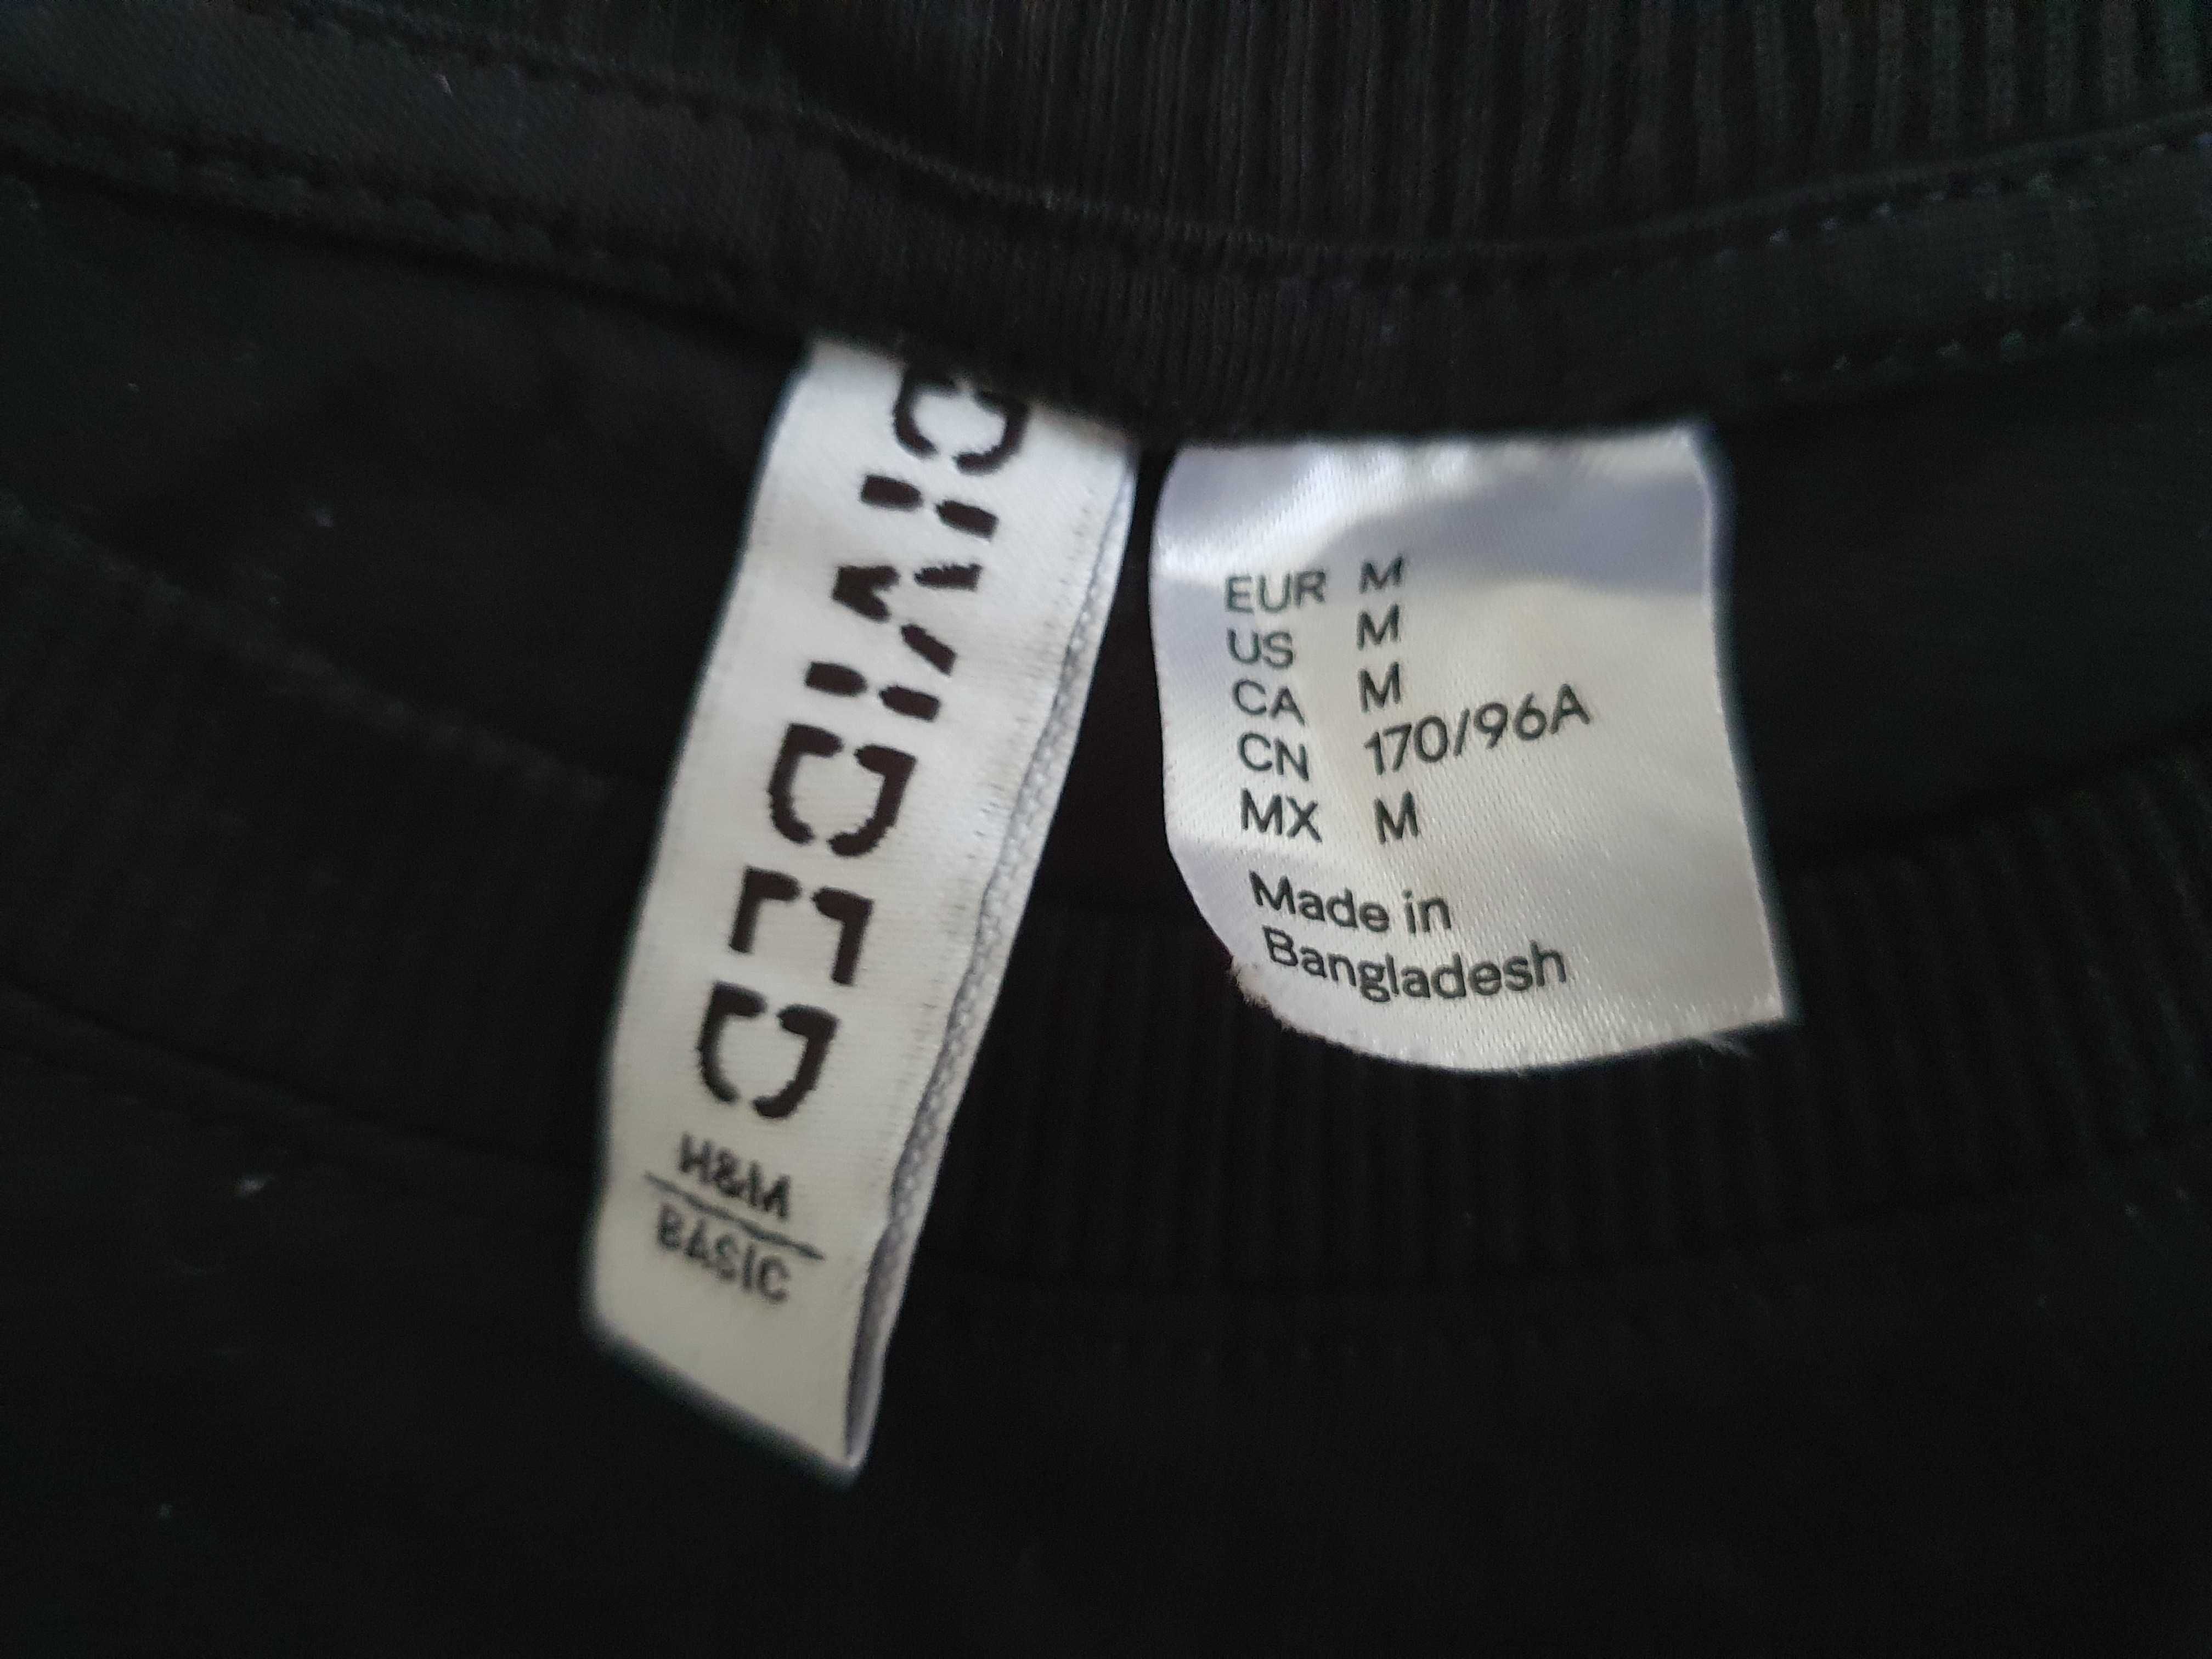 DIVIDED
H&M
BASIC
EUR M
US M
CA M
CN 170/96A
MX M
Made in
Bangladesh